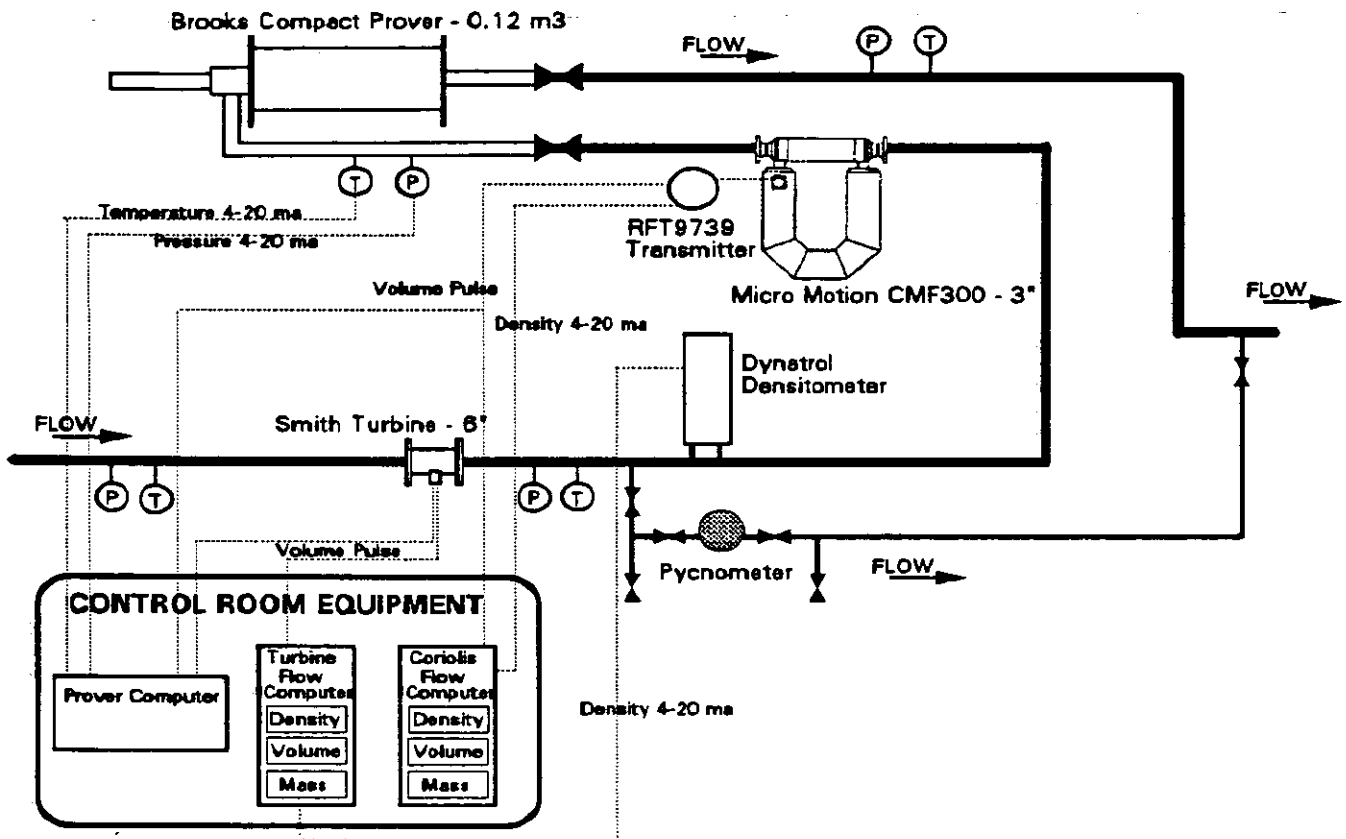 Brooks Compact Prover - 0.12 m3
FLOW
P
T
T
P
Temperature 4-20 ma
Pressure 4-20 ma
RFT9739
Transmitter
Micro Motion CMF300 - 3"
Volume Pulse
Density 4-20 ma
FLOW
Dynatrol
Densitometer
FLOW
Smith Turbine - 6"
P
T
P
T
Volume Pulse
Pycnometer
FLOW
CONTROL ROOM EQUIPMENT
Prover Computer
Turbine
Flow
Computer
Density
Volume
Mass
Coriolis
Flow
Computer
Density
Volume
Mass
Density 4-20 ma